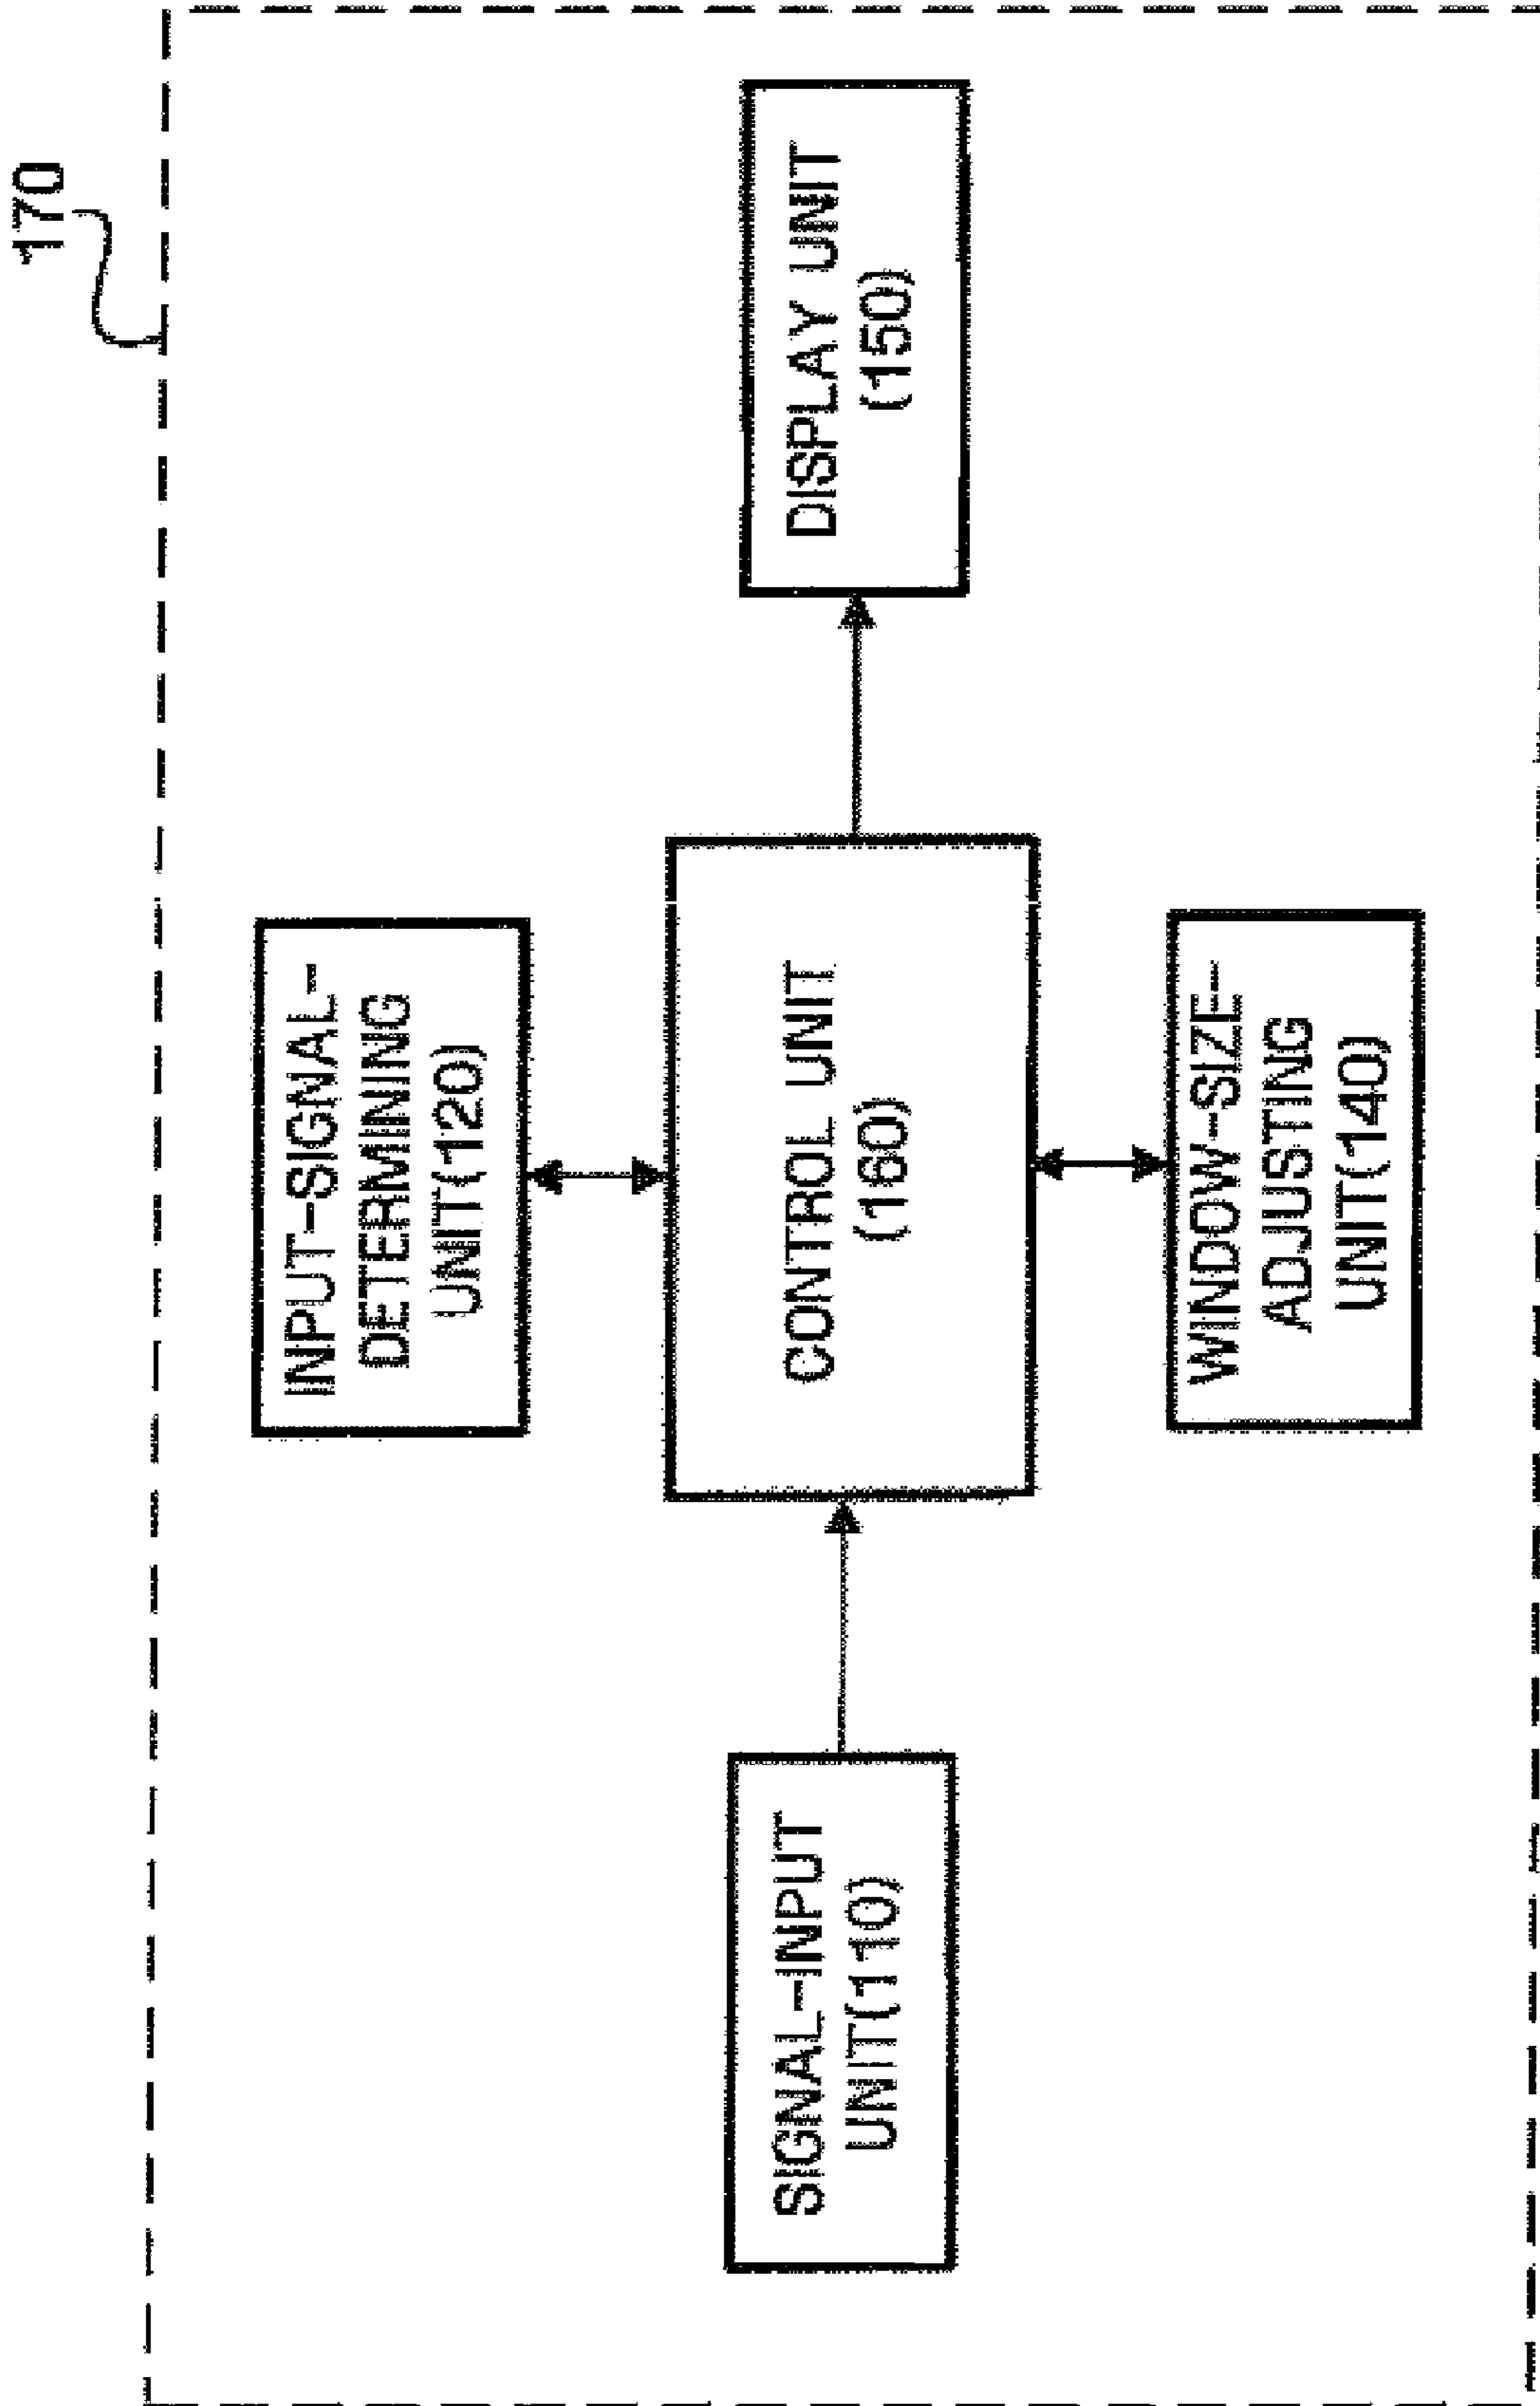 170
INPUT-SIGNAL-
DETERMINING
UNIT(120)
SIGNAL-INPUT
UNIT(110)
CONTROL UNIT
(160)
DISPLAY UNIT
(150)
WINDOW-SIZE-
ADJUSTING
UNIT(140)